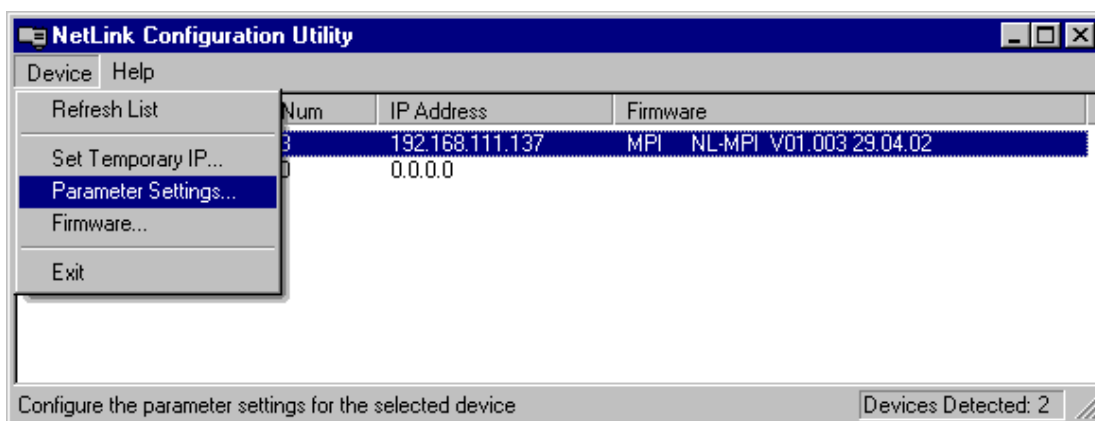 NetLink Configuration Utility
Device Help
Refresh List
Num IP Address Firmware
3 192.168.111.137 MPI NL-MPI V01.003 29.04.02
Set Temporary IP...
0 0.0.0.0
Parameter Settings...
Firmware...
Exit
Configure the parameter settings for the selected device Devices Detected: 2